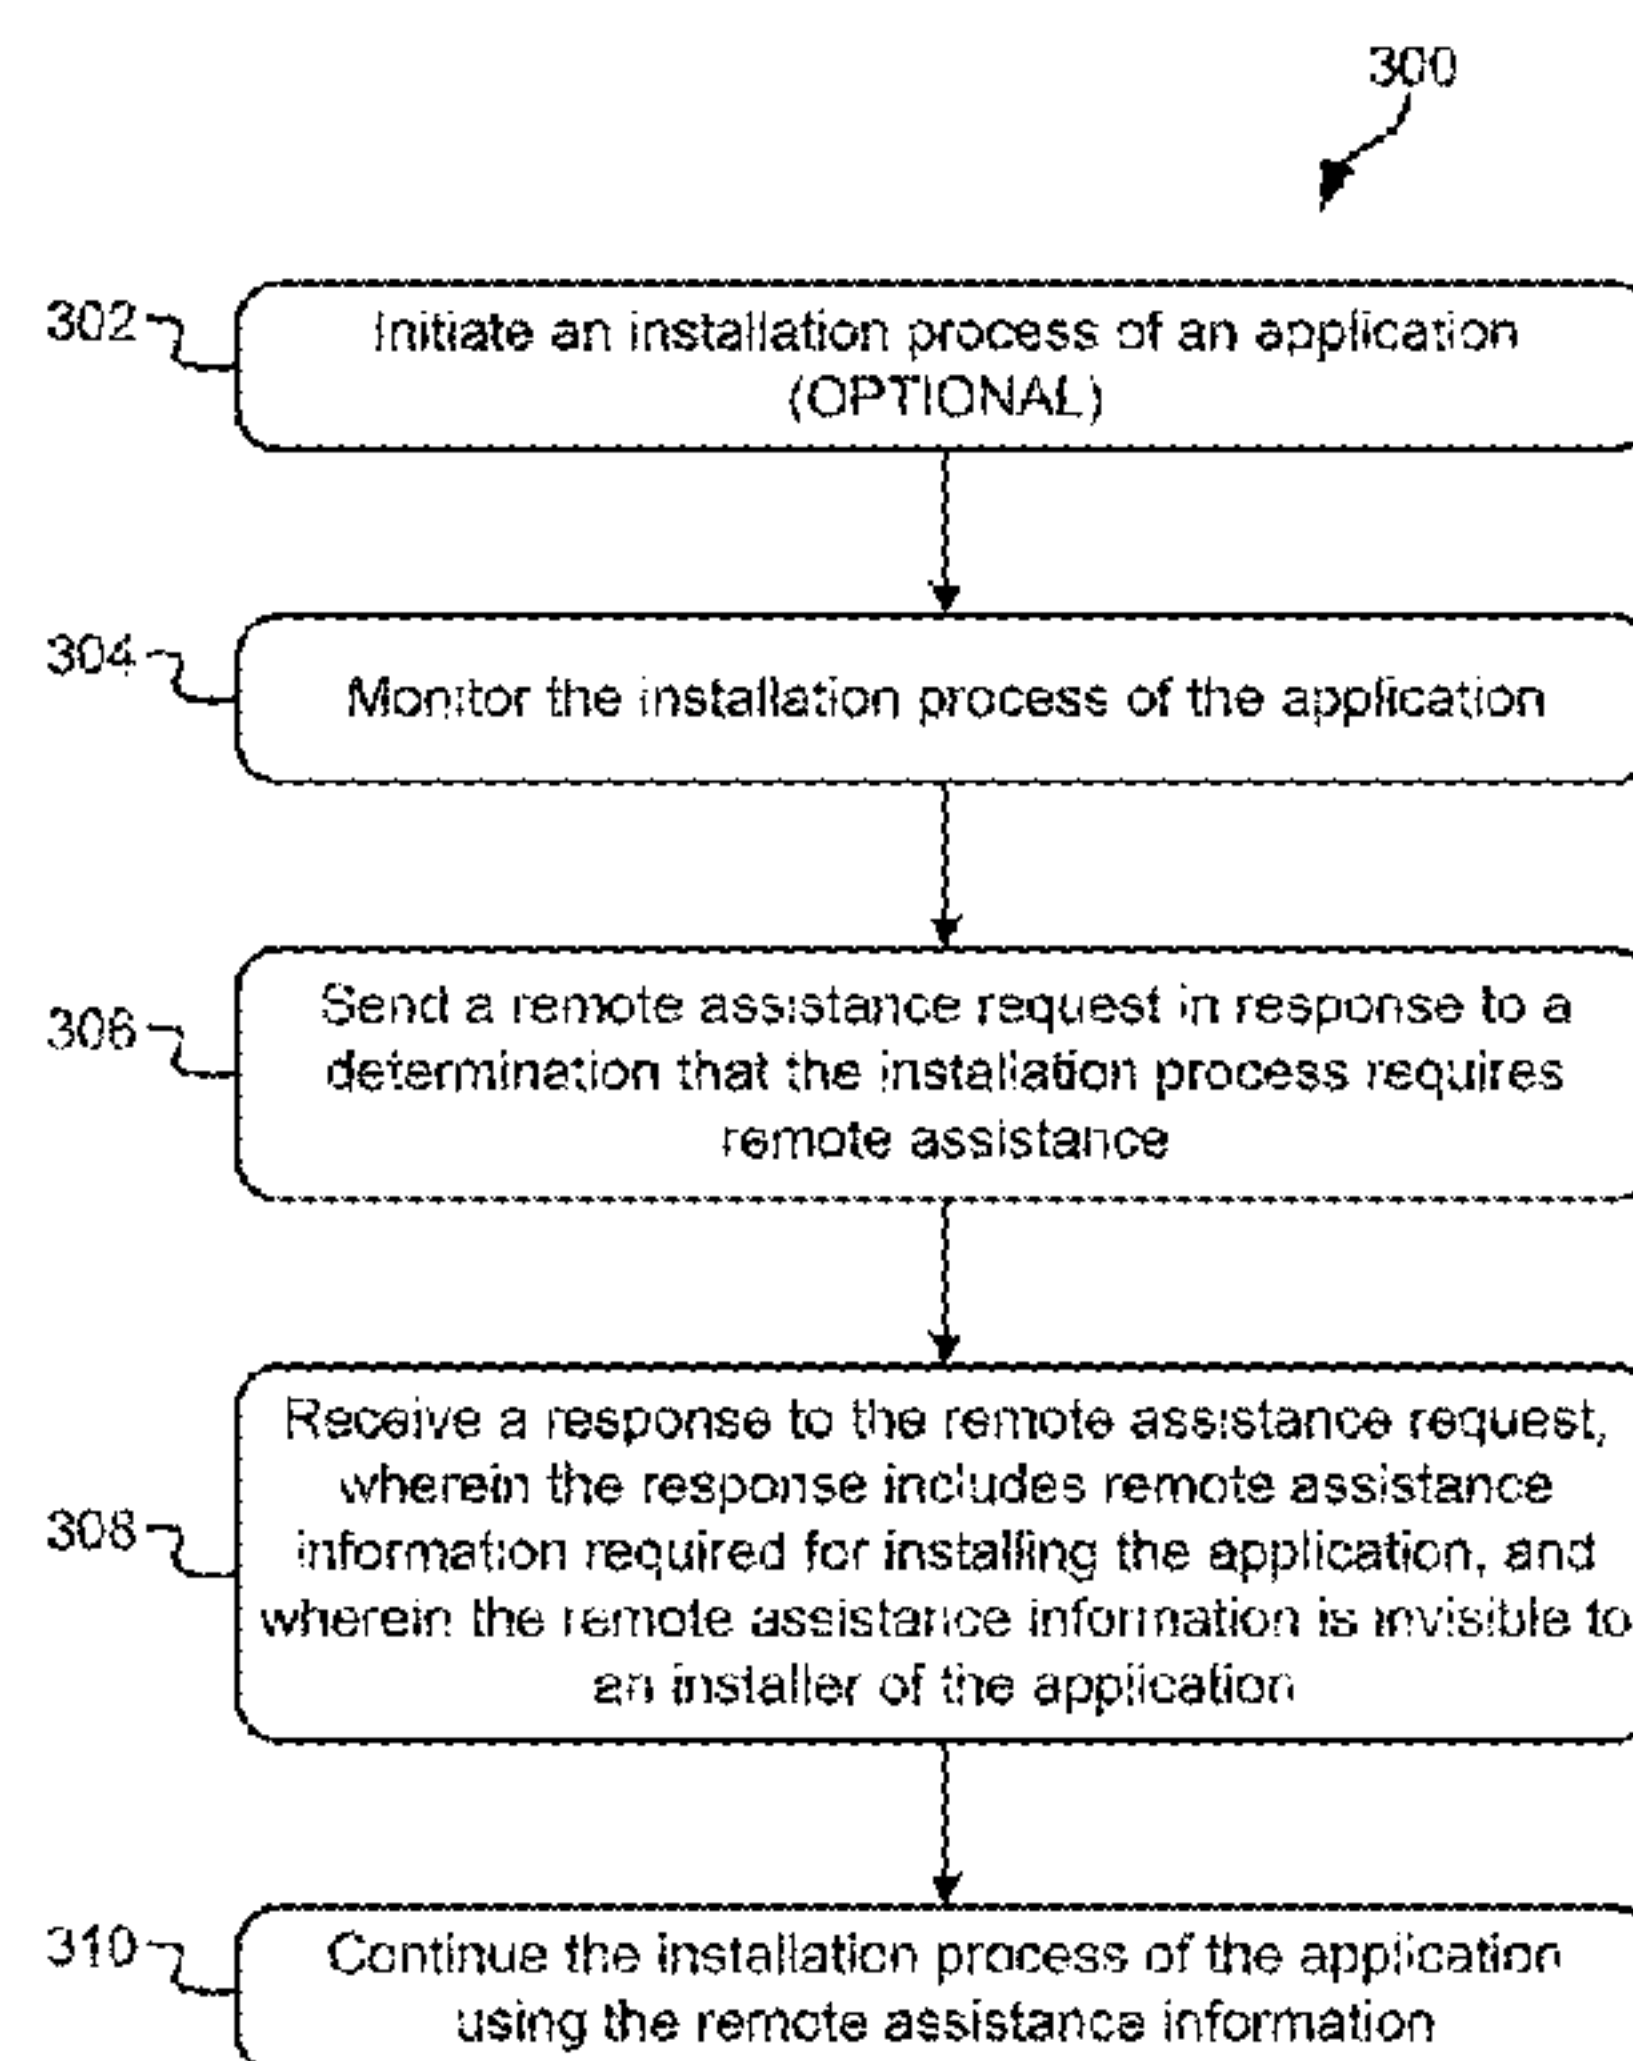 300
302
Initiate an installation process of an application
(OPTIONAL)
304
Monitor the installation process of the application
306
Send a remote assistance request in response to a
determination that the installation process requires
remote assistance
308
Receive a response to the remote assistance request,
wherein the response includes remote assistance
information required for installing the application, and
wherein the remote assistance information is invisible to
an installer of the application
310
Continue the installation process of the application
using the remote assistance information